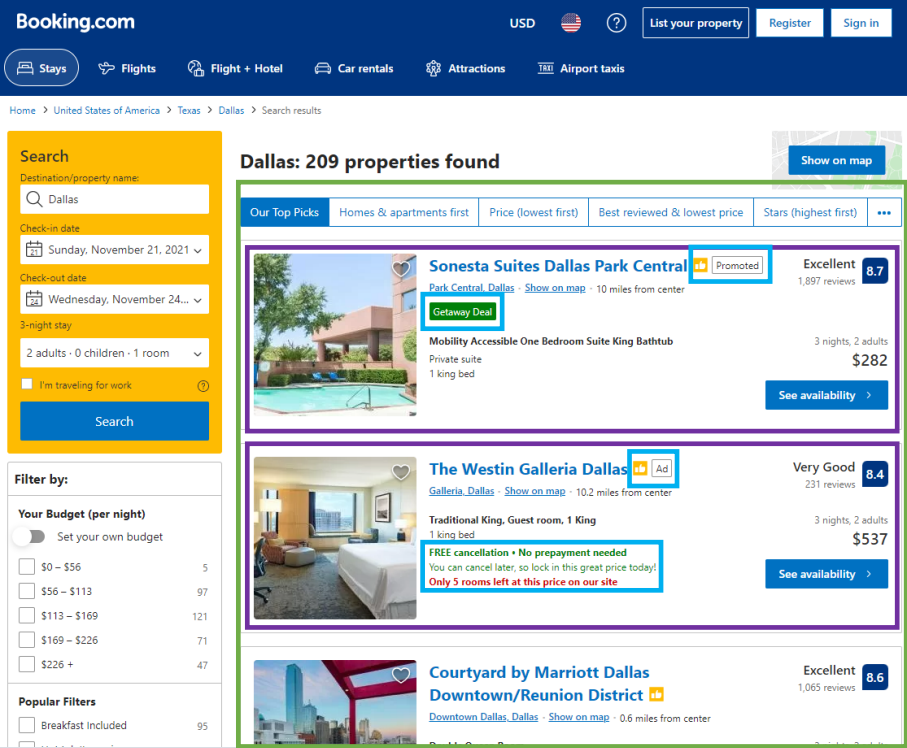 Booking.com
USD
List your property
Register
Sign in
Stays
Flights
Flight + Hotel
Car rentals
Attractions
TAXI Airport taxis
Home > United States of America > Texas > Dallas > Search results
Search
Destination/property name:
Dallas
Check-in date
21 Sunday, November 21, 2021
Check-out date
24 Wednesday, November 24...
3-night stay
2 adults · 0 children · 1 room
I'm traveling for work
Search
Filter by:
Your Budget (per night)
Set your own budget
$0 – $56 5
$56 – $113 97
$113 – $169 121
$169 – $226 71
$226 + 47
Popular Filters
Breakfast Included 95
Dallas: 209 properties found
Show on map
Our Top Picks
Homes & apartments first
Price (lowest first)
Best reviewed & lowest price
Stars (highest first)
•••
Sonesta Suites Dallas Park Central Promoted
Park Central, Dallas · Show on map · 10 miles from center
Getaway Deal
Mobility Accessible One Bedroom Suite King Bathtub
Private suite
1 king bed
Excellent 8.7
1,897 reviews
3 nights, 2 adults
$282
See availability >
The Westin Galleria Dallas Ad
Galleria, Dallas · Show on map · 10.2 miles from center
Traditional King, Guest room, 1 King
1 king bed
FREE cancellation • No prepayment needed
You can cancel later, so lock in this great price today!
Only 5 rooms left at this price on our site
Very Good 8.4
231 reviews
3 nights, 2 adults
$537
See availability >
Courtyard by Marriott Dallas
Downtown/Reunion District
Downtown Dallas, Dallas · Show on map · 0.6 miles from center
Excellent 8.6
1,065 reviews